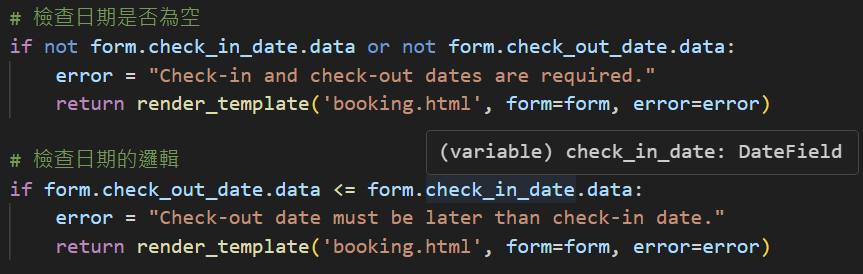 # 檢查日期是否為空
if not form.check_in_date.data or not form.check_out_date.data:
    error = "Check-in and check-out dates are required."
    return render_template('booking.html', form=form, error=error)
(variable) check_in_date: DateField
# 檢查日期的邏輯
if form.check_out_date.data <= form.check_in_date.data:
    error = "Check-out date must be later than check-in date."
    return render_template('booking.html', form=form, error=error)